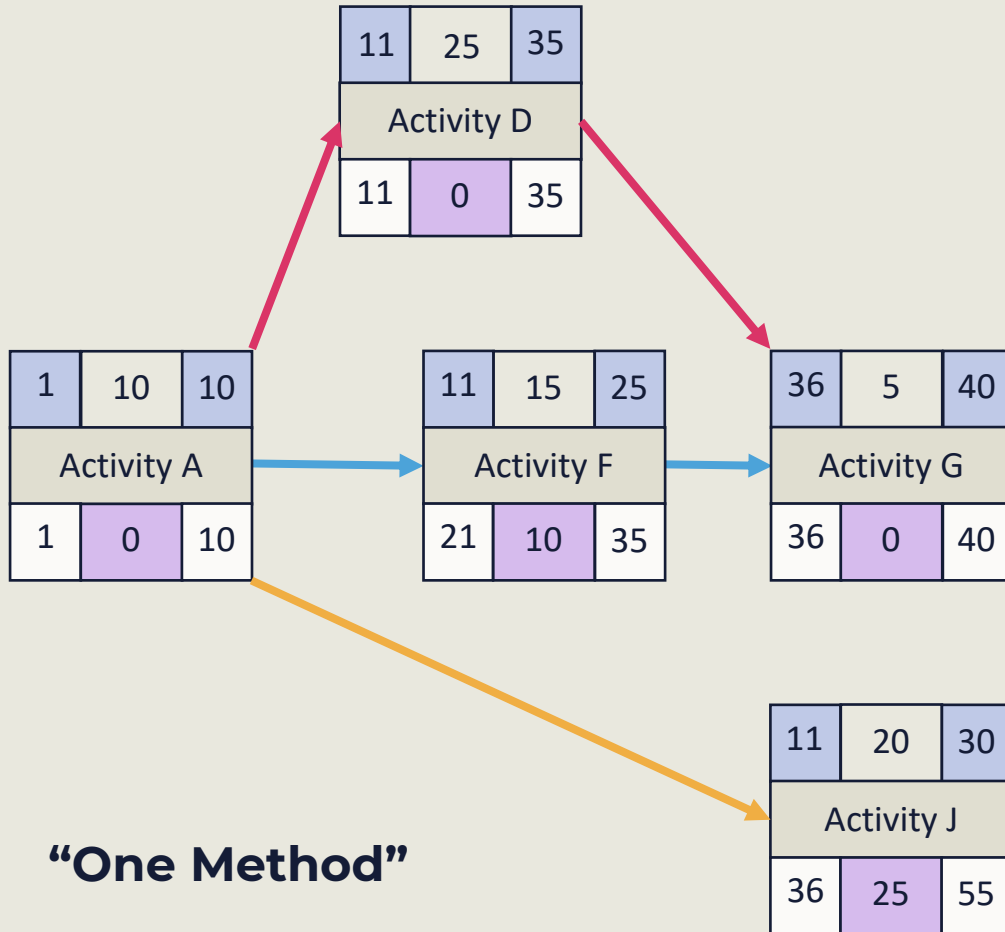 11 25 35
Activity D
11 0 35
1 10 10
Activity A
1 0 10
11 15 25
Activity F
21 10 35
36 5 40
Activity G
36 0 40
11 20 30
Activity J
36 25 55
“One Method”